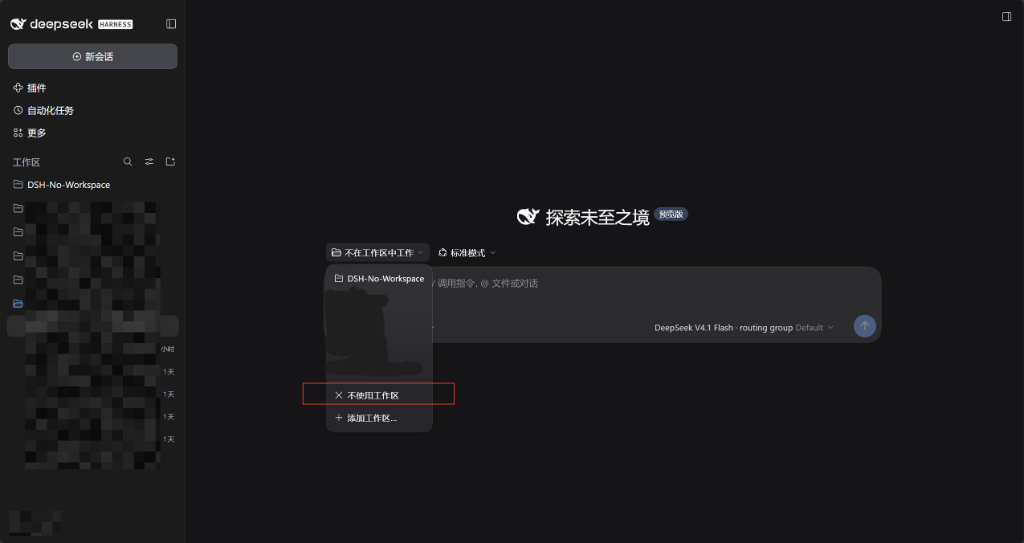 deepseek HARNESS
新会话
插件
自动化任务
更多
工作区
DSH-No-Workspace
小时
1 天
1 天
1 天
1 天
探索未至之境 预览版
不在工作区中工作 标准模式
DSH-No-Workspace
/ 调用指令, @ 文件或对话
DeepSeek V4.1 Flash · routing group Default
不使用工作区
添加工作区...